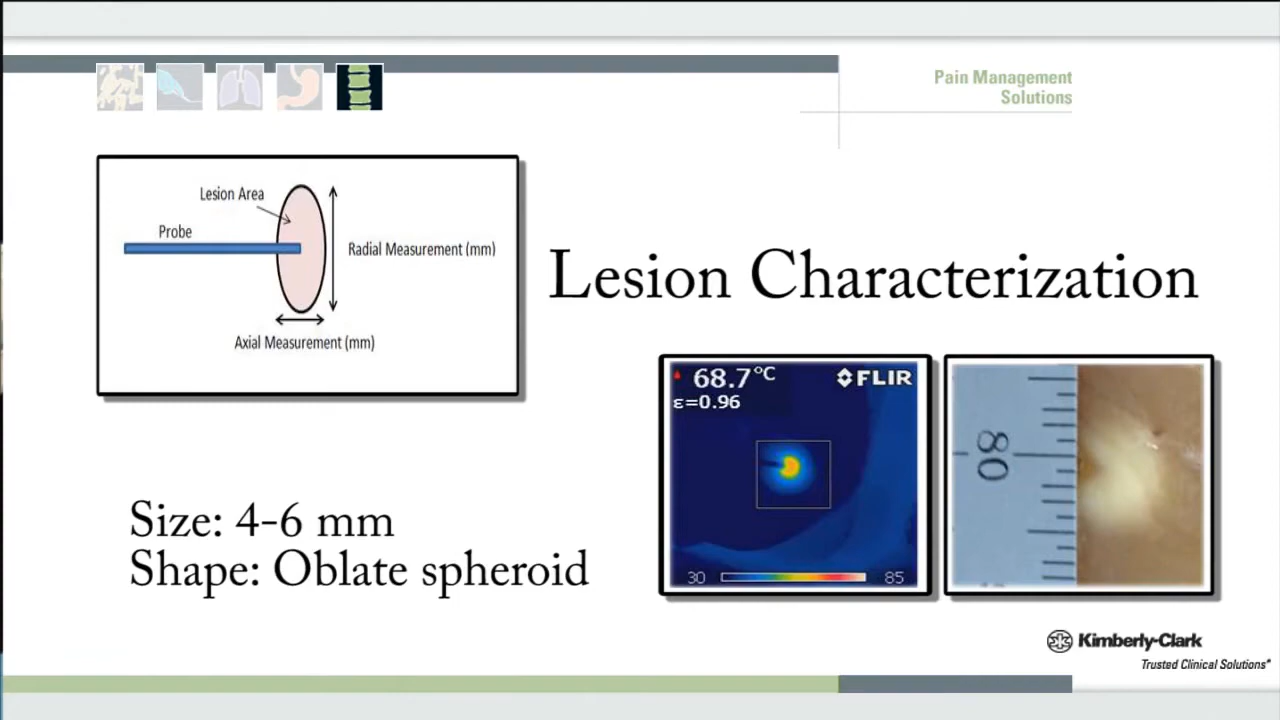 Pain Management
Solutions
Lesion Area
Probe
Radial Measurement (mm)
Axial Measurement (mm)
Lesion Characterization
68.7°C
FLIR
ε=0.96
30
85
80
Size: 4-6 mm
Shape: Oblate spheroid
Kimberly-Clark
Trusted Clinical Solutions*